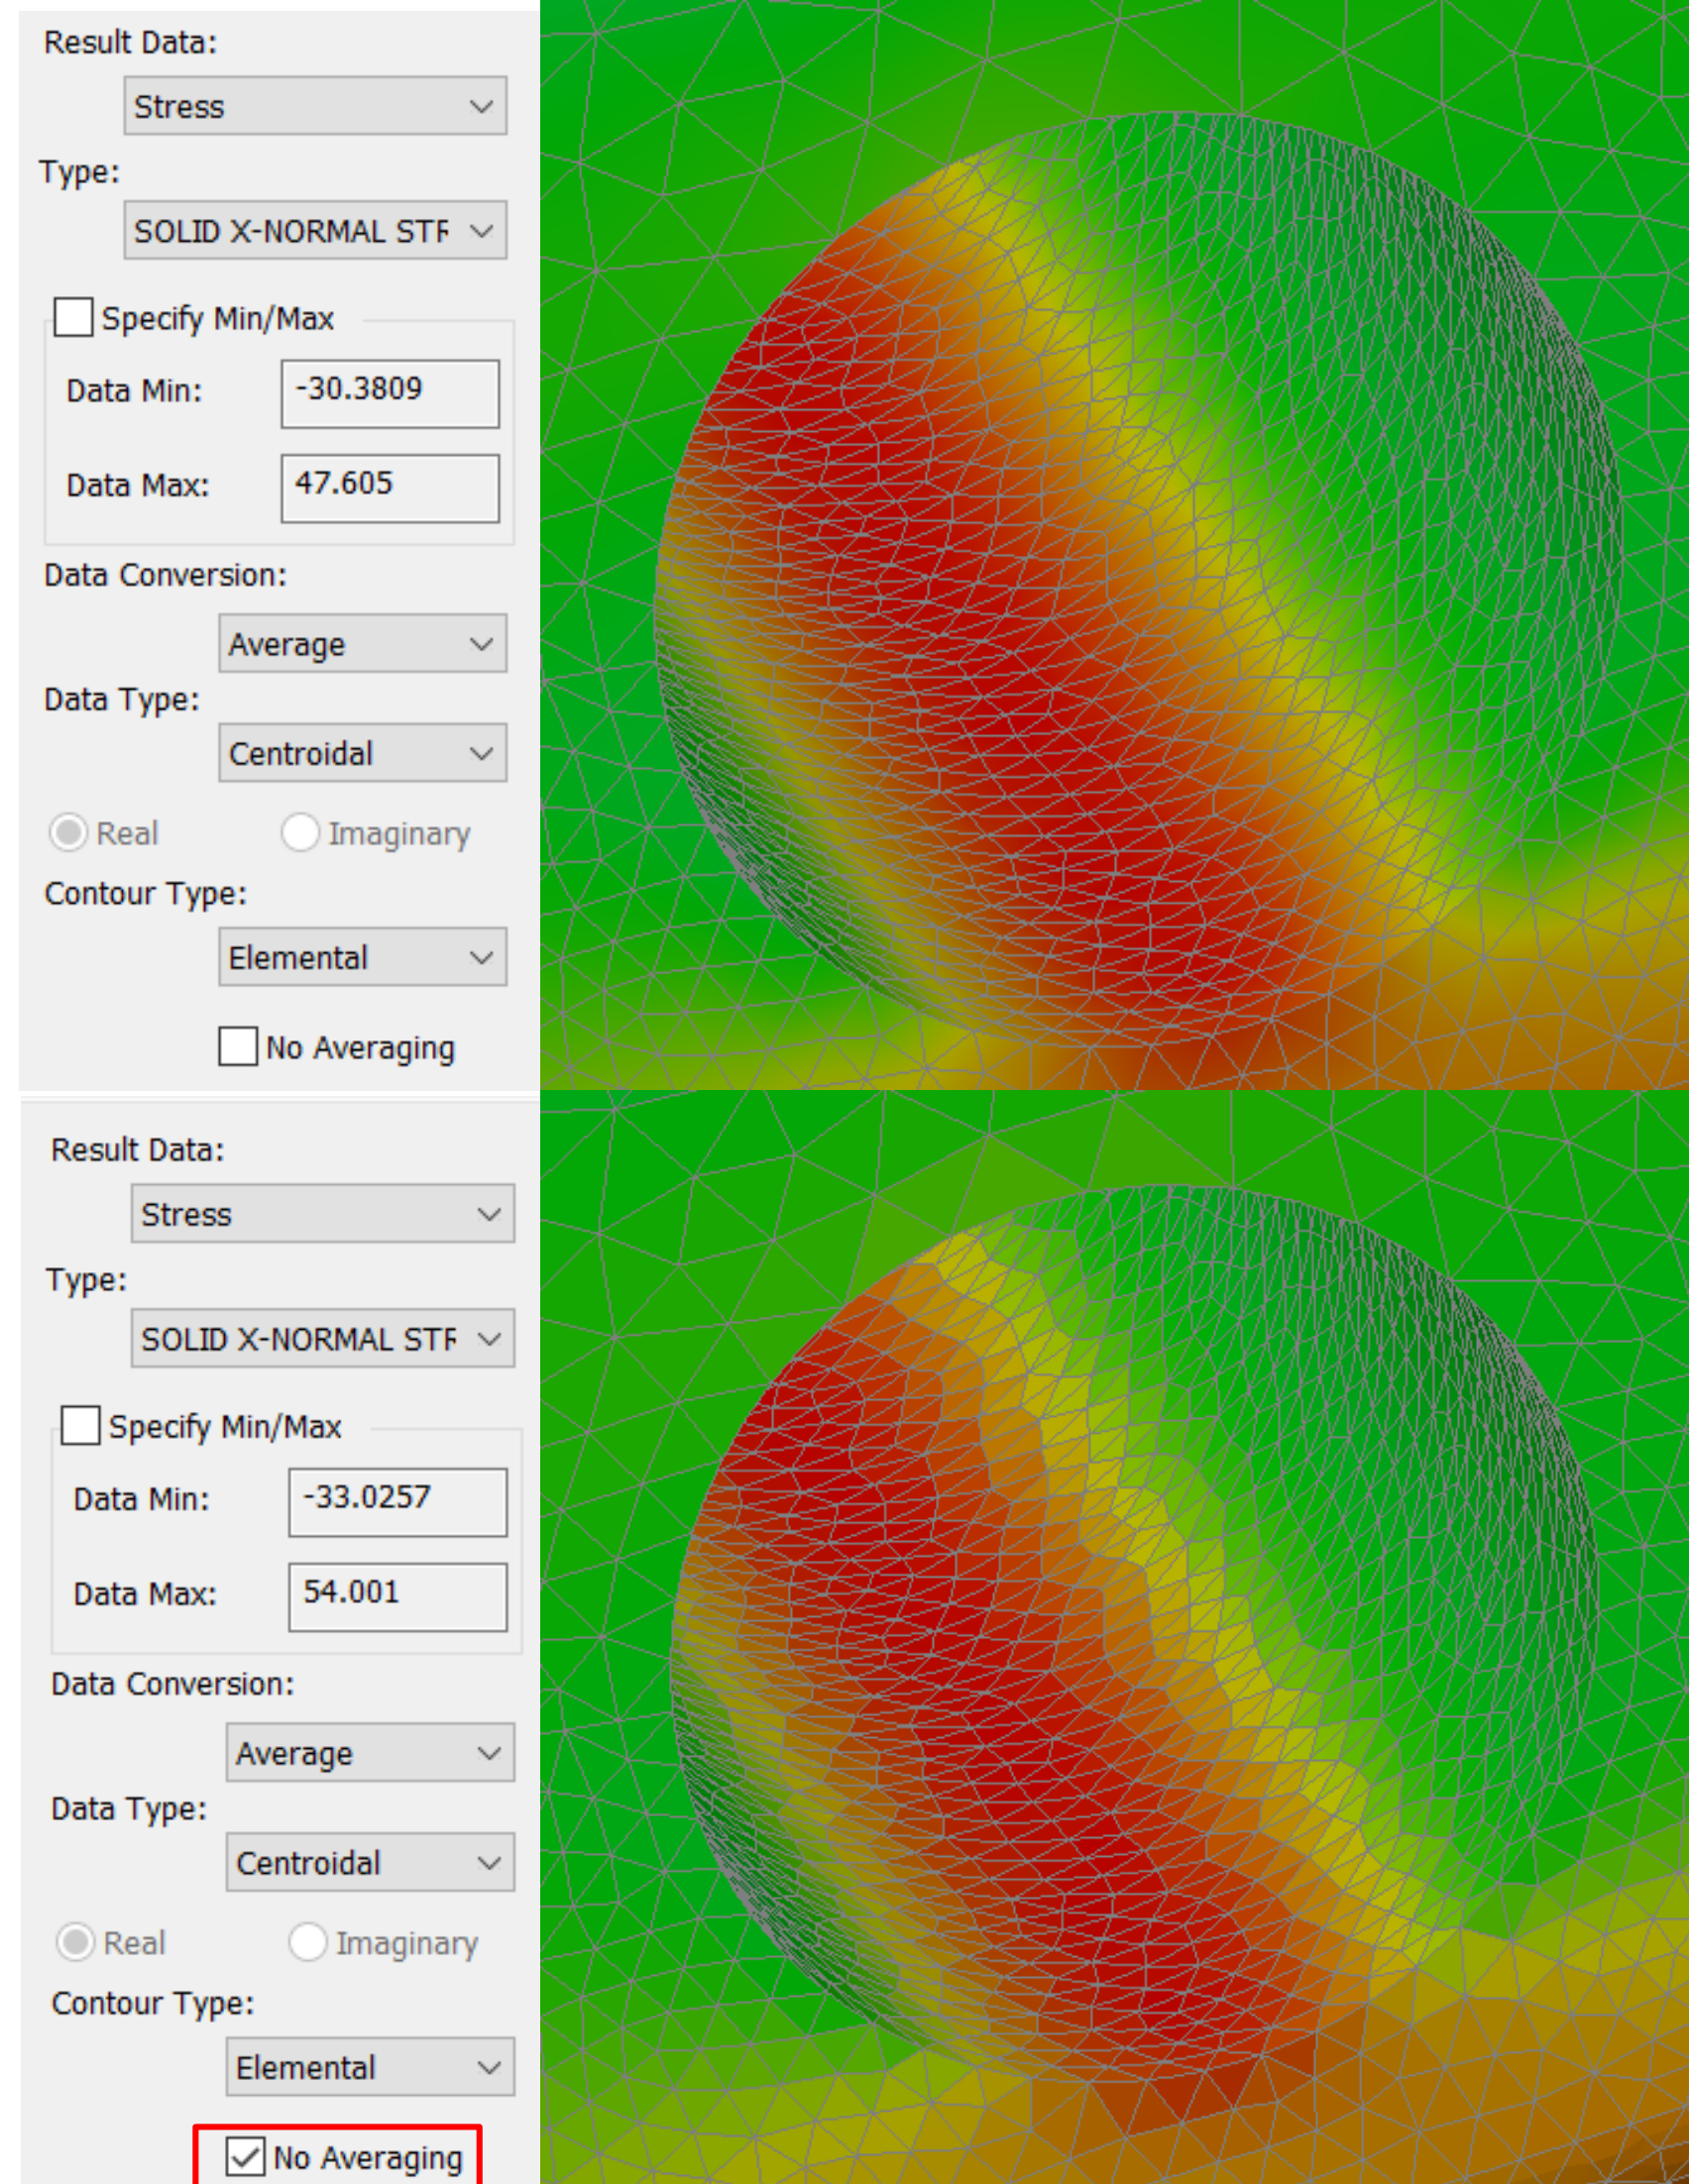 Result Data:
Stress
Type:
SOLID X-NORMAL STR
Specify Min/Max
Data Min: -30.3809
Data Max: 47.605
Data Conversion:
Average
Data Type:
Centroidal
Real Imaginary
Contour Type:
Elemental
No Averaging
Result Data:
Stress
Type:
SOLID X-NORMAL STR
Specify Min/Max
Data Min: -33.0257
Data Max: 54.001
Data Conversion:
Average
Data Type:
Centroidal
Real Imaginary
Contour Type:
Elemental
No Averaging